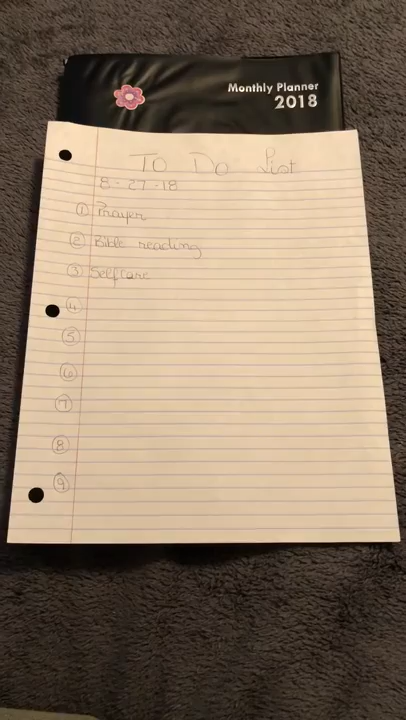 Monthly Planner
2018
To Do List
8-27-18
① Prayer
② Bible reading
③ Selfcare
④
⑤
⑥
⑦
⑧
⑨